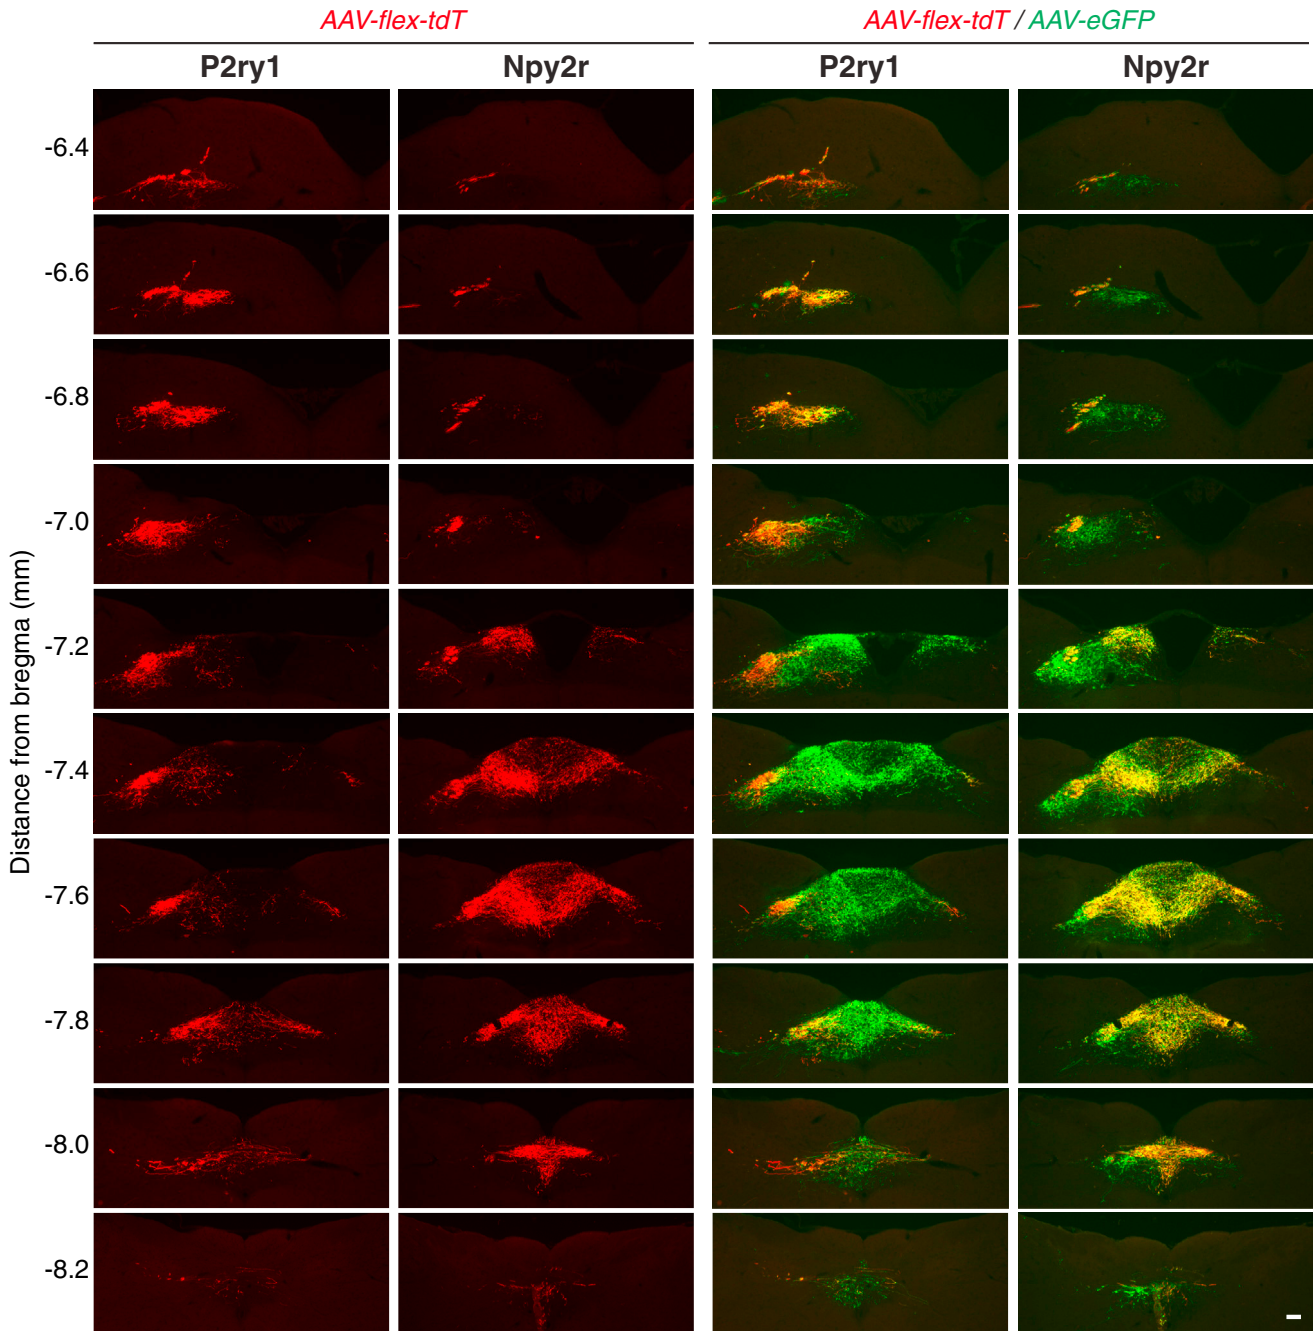 AAV-flex-tdT
AAV-flex-tdT / AAV-eGFP
P2ry1
Npy2r
P2ry1
Npy2r
Distance from bregma (mm)
-6.4
-6.6
-6.8
-7.0
-7.2
-7.4
-7.6
-7.8
-8.0
-8.2